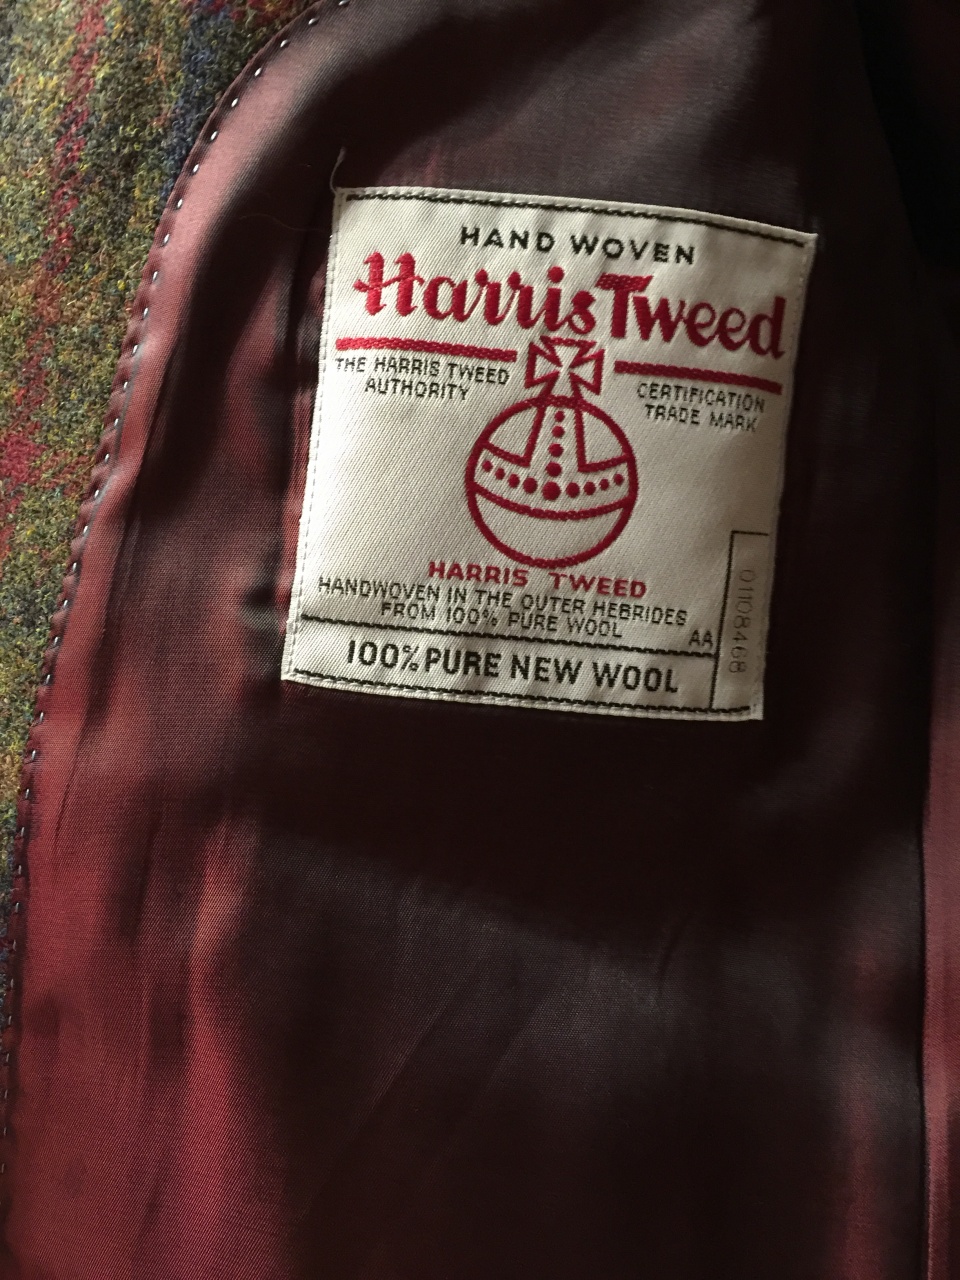 HAND WOVEN
Harris Tweed
THE HARRIS TWEED
AUTHORITY
CERTIFICATION
TRADE MARK
HARRIS TWEED
HANDWOVEN IN THE OUTER HEBRIDES
FROM 100% PURE WOOL
AA
100% PURE NEW WOOL
01108468